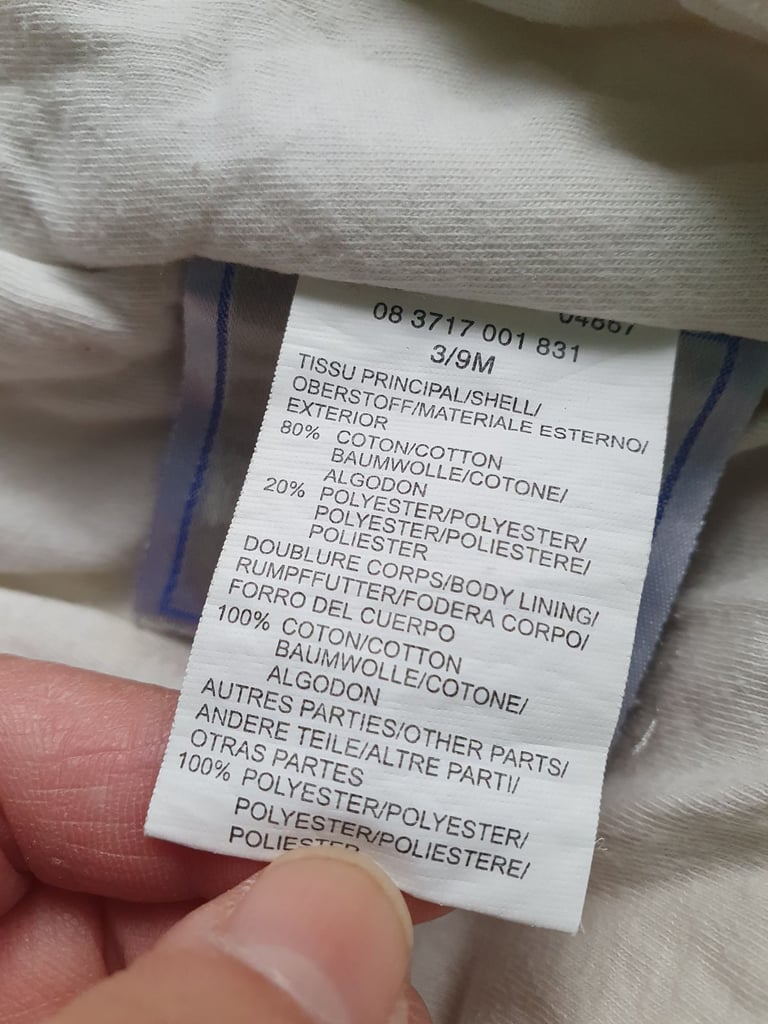 04867
08 3717 001 831
3/9M
TISSU PRINCIPAL/SHELL/
OBERSTOFF/MATERIALE ESTERNO/
EXTERIOR
80% COTON/COTTON
BAUMWOLLE/COTONE/
ALGODON
20% POLYESTER/POLYESTER/
POLYESTER/POLIESTERE/
POLIESTER
DOUBLURE CORPS/BODY LINING/
RUMPFFUTTER/FODERA CORPO/
FORRO DEL CUERPO
100% COTON/COTTON
BAUMWOLLE/COTONE/
ALGODON
AUTRES PARTIES/OTHER PARTS/
ANDERE TEILE/ALTRE PARTI/
OTRAS PARTES
100% POLYESTER/POLYESTER/
POLYESTER/POLIESTERE/
POLIESTER